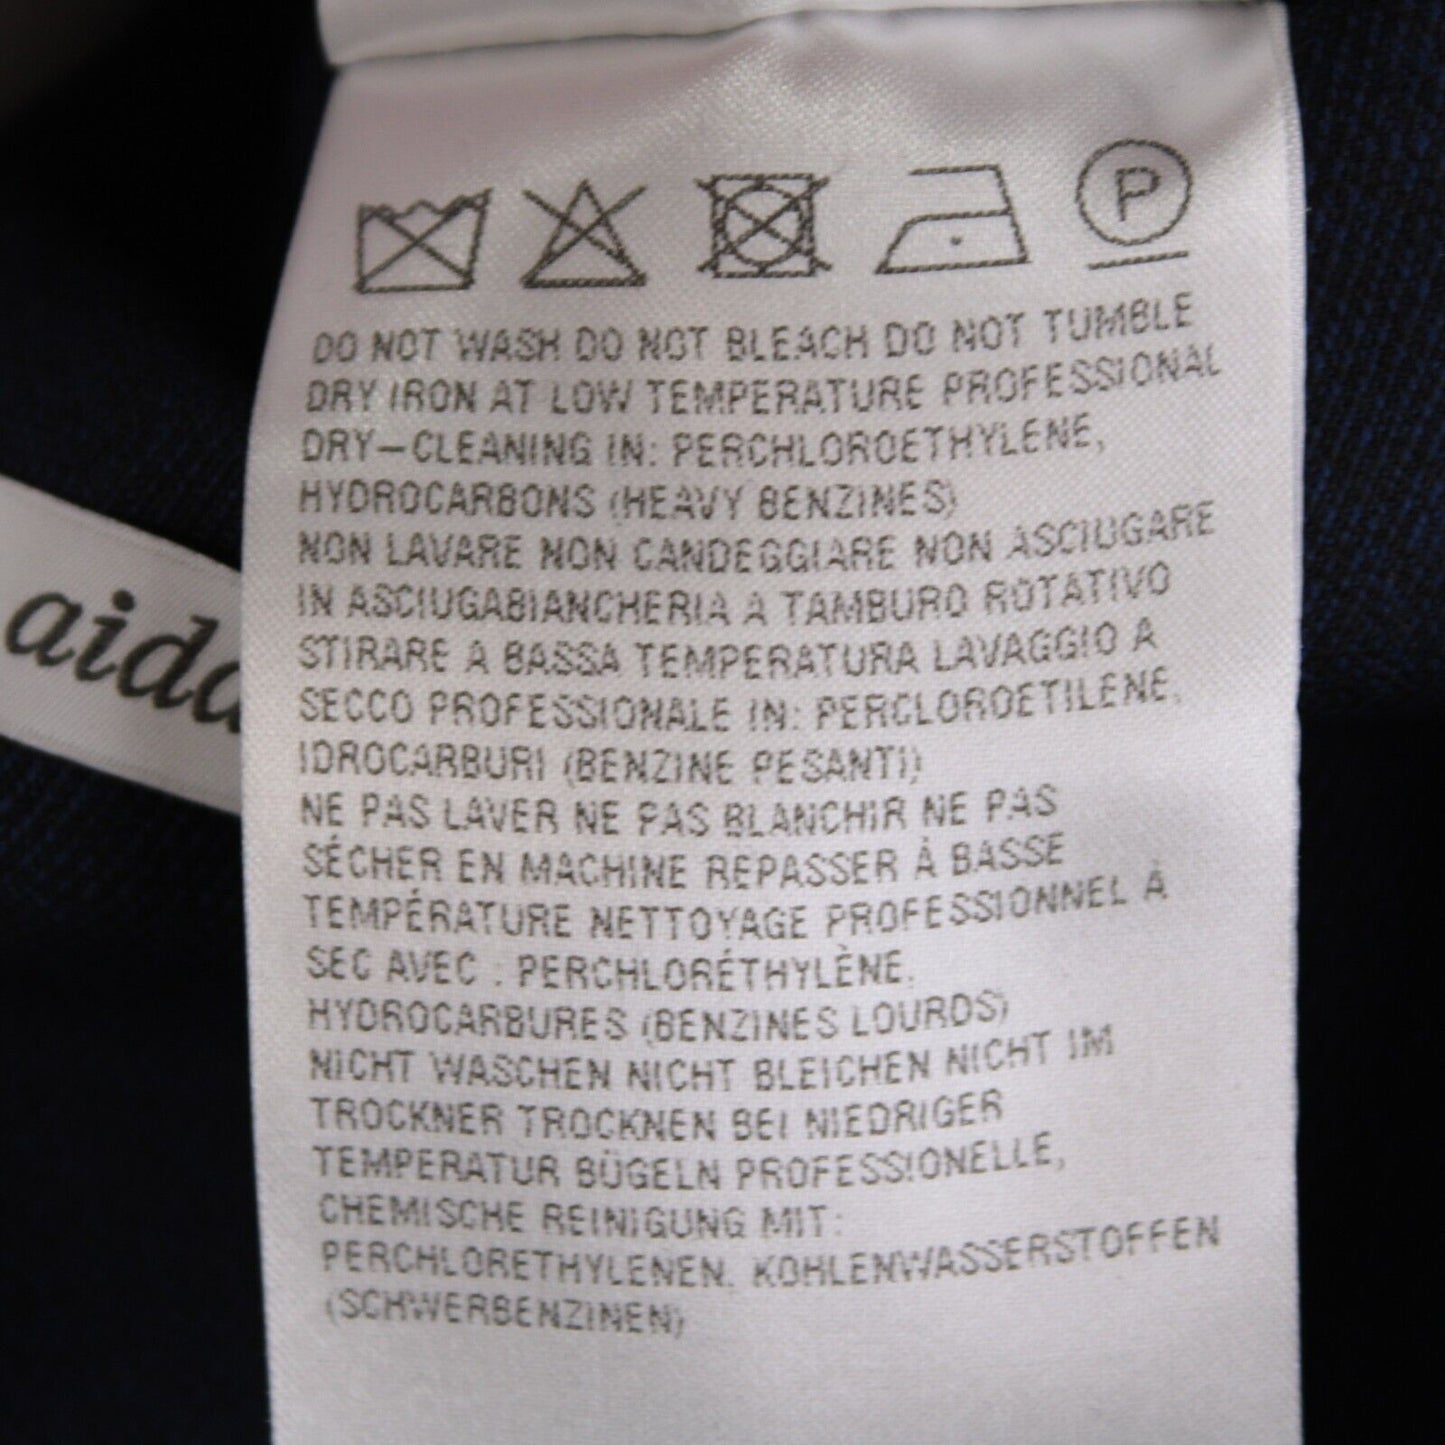 P
DO NOT WASH DO NOT BLEACH DO NOT TUMBLE
DRY IRON AT LOW TEMPERATURE PROFESSIONAL
DRY-CLEANING IN: PERCHLOROETHYLENE,
HYDROCARBONS (HEAVY BENZINES)
NON LAVARE NON CANDEGGIARE NON ASCIUGARE
IN ASCIUGABIANCHERIA A TAMBURO ROTATIVO
STIRARE A BASSA TEMPERATURA LAVAGGIO A
SECCO PROFESSIONALE IN: PERCLOROETILENE,
IDROCARBURI (BENZINE PESANTI)
NE PAS LAVER NE PAS BLANCHIR NE PAS
SÉCHER EN MACHINE REPASSER À BASSE
TEMPÉRATURE NETTOYAGE PROFESSIONNEL À
SEC AVEC : PERCHLORÉTHYLÈNE,
HYDROCARBURES (BENZINES LOURDS)
NICHT WASCHEN NICHT BLEICHEN NICHT IM
TROCKNER TROCKNEN BEI NIEDRIGER
TEMPERATUR BÜGELN PROFESSIONELLE,
CHEMISCHE REINIGUNG MIT:
PERCHLORETHYLENEN, KOHLENWASSERSTOFFEN
(SCHWERBENZINEN)